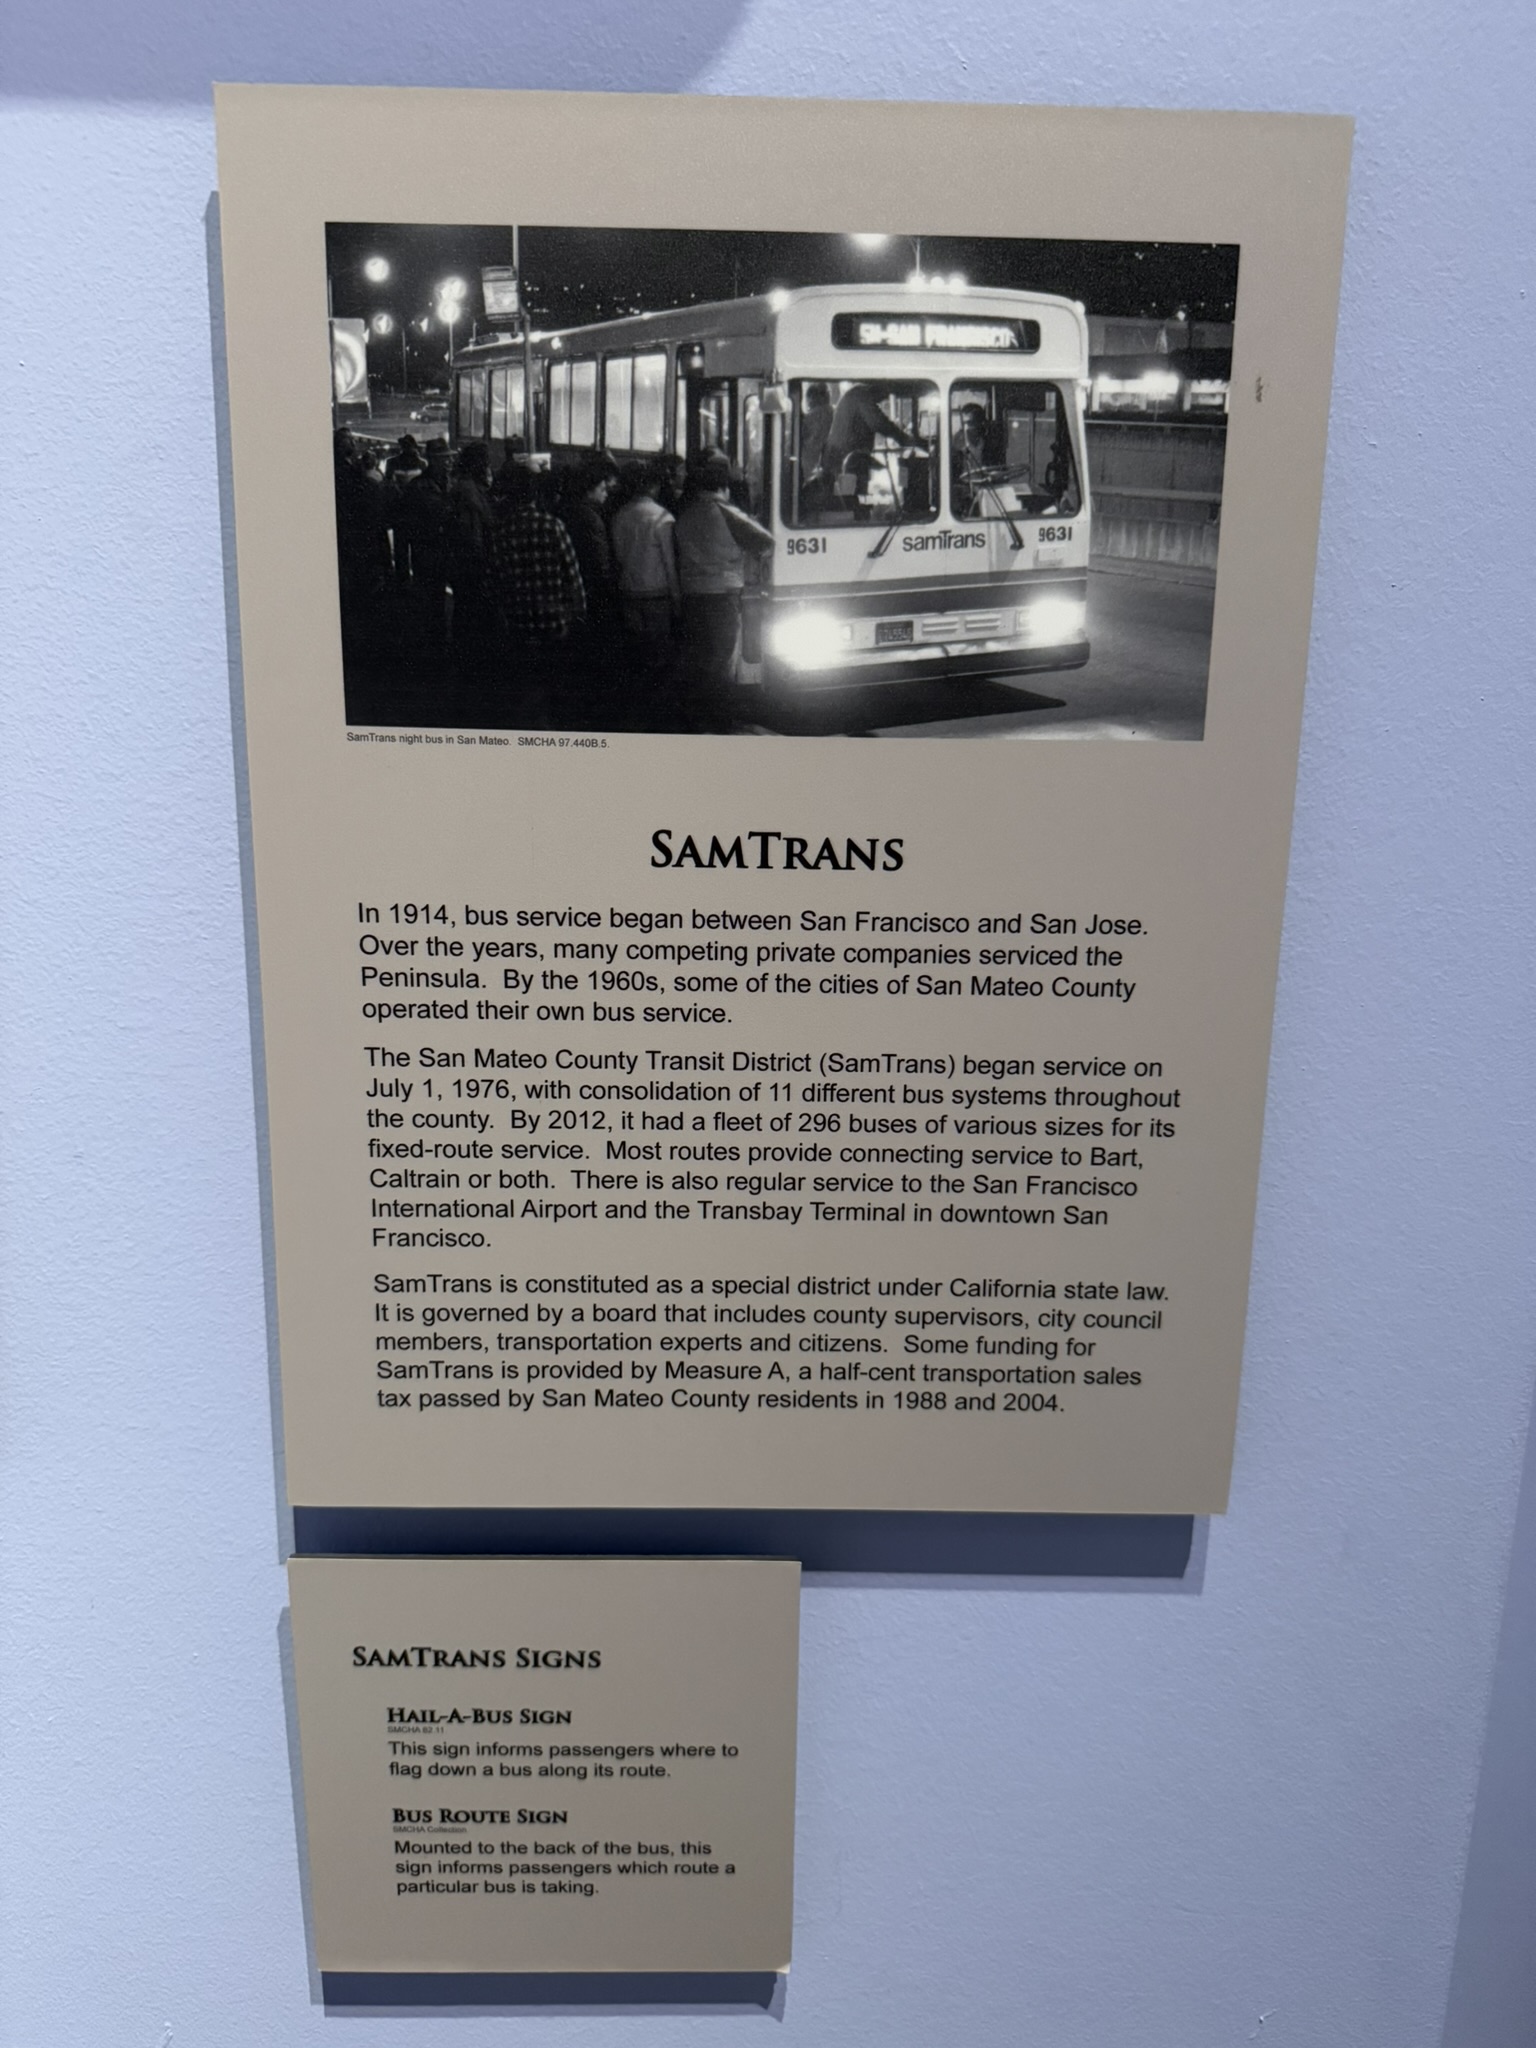 SAN FRANCISCO
9631
samTrans
9631
SamTrans night bus in San Mateo. SMCHA 97.440B.5.
SAMTRANS
In 1914, bus service began between San Francisco and San Jose.
Over the years, many competing private companies serviced the
Peninsula. By the 1960s, some of the cities of San Mateo County
operated their own bus service.
The San Mateo County Transit District (SamTrans) began service on
July 1, 1976, with consolidation of 11 different bus systems throughout
the county. By 2012, it had a fleet of 296 buses of various sizes for its
fixed-route service. Most routes provide connecting service to Bart,
Caltrain or both. There is also regular service to the San Francisco
International Airport and the Transbay Terminal in downtown San
Francisco.
SamTrans is constituted as a special district under California state law.
It is governed by a board that includes county supervisors, city council
members, transportation experts and citizens. Some funding for
SamTrans is provided by Measure A, a half-cent transportation sales
tax passed by San Mateo County residents in 1988 and 2004.
SAMTRANS SIGNS
HAIL-A-BUS SIGN
SMCHA 82.11
This sign informs passengers where to
flag down a bus along its route.
BUS ROUTE SIGN
SMCHA Collection
Mounted to the back of the bus, this
sign informs passengers which route a
particular bus is taking.